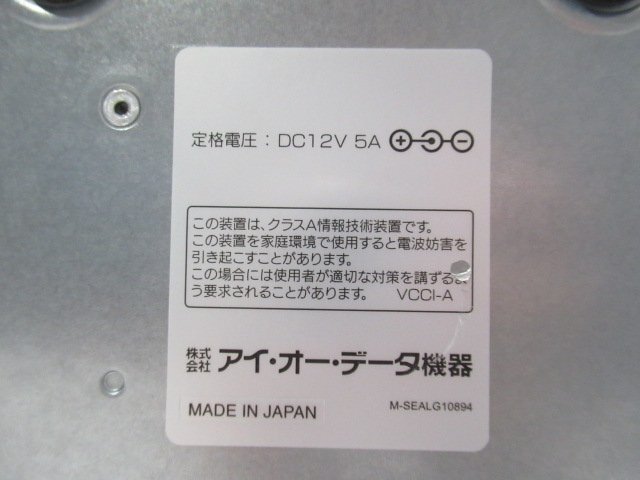 定格電圧：DC12V 5A
この装置は、クラスA情報技術装置です。
この装置を家庭環境で使用すると電波妨害を
引き起こすことがあります。
この場合には使用者が適切な対策を講ずるよ
う要求されることがあります。 VCCI-A
株式会社 アイ・オー・データ機器
MADE IN JAPAN M-SEALG10894